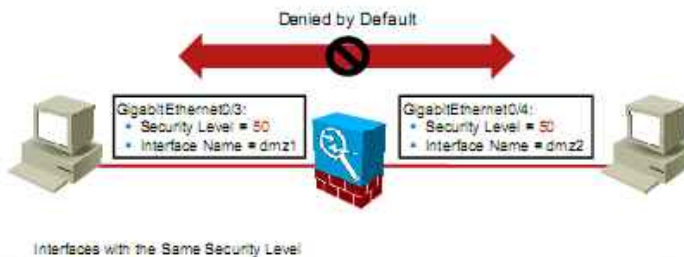 Denied by Default
GigabitEthernet0/3:
• Security Level = 50
• Interface Name = dmz1
GigabitEthernet0/4:
• Security Level = 50
• Interface Name = dmz2
Interfaces with the Same Security Level